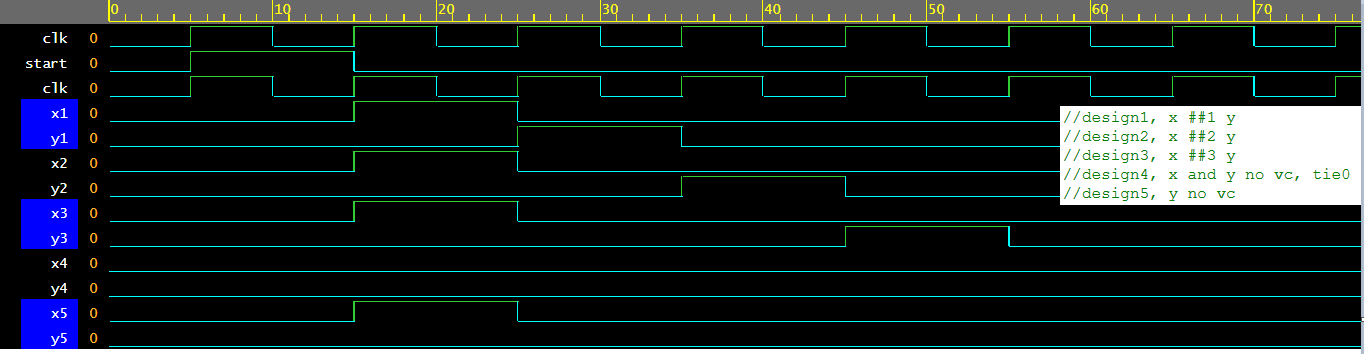 0 10 20 30 40 50 60 70
clk 0
start 0
clk 0
x1 0
y1 0
x2 0
y2 0
x3 0
y3 0
x4 0
y4 0
x5 0
y5 0
//design1, x ##1 y
//design2, x ##2 y
//design3, x ##3 y
//design4, x and y no vc, tie0
//design5, y no vc